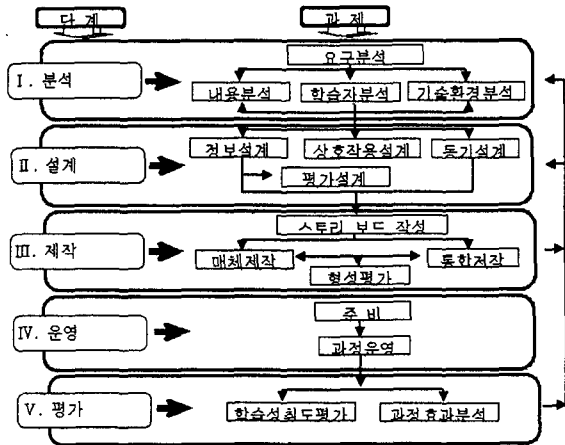 단 계 과 제
요구분석
Ⅰ. 분석
내용분석 학습자분석 기술환경분석
정보설계 상호작용설계 동기설계
Ⅱ. 설계
평가설계
스토리 보드 작성
Ⅲ. 제작
매체제작 통합저작
형성평가
준 비
Ⅳ. 운영
과정운영
Ⅴ. 평가
학습성취도평가 과정효과분석